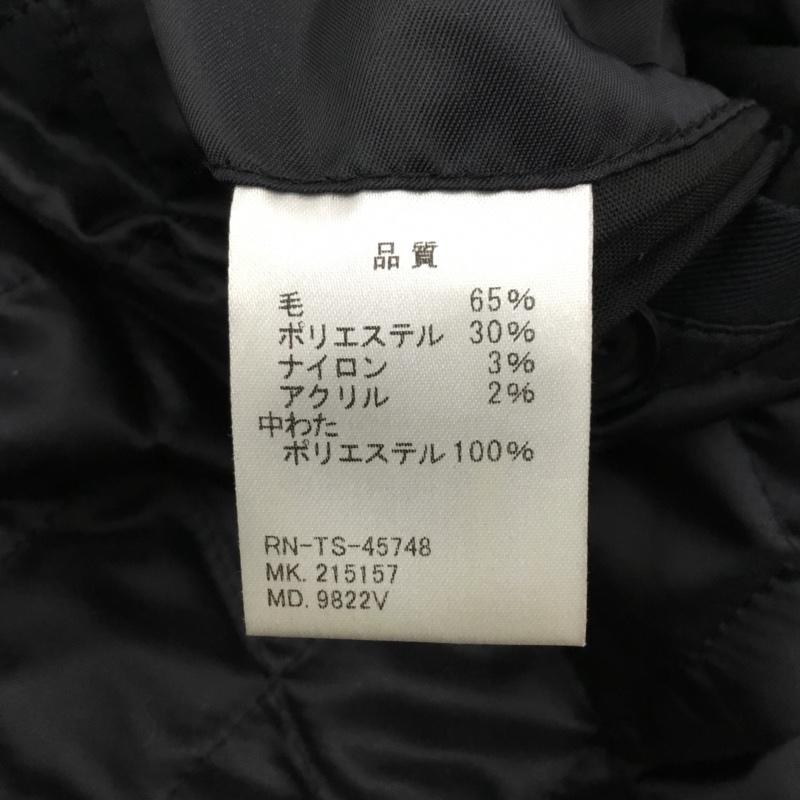 品質
毛 65%
ポリエステル 30%
ナイロン 3%
アクリル 2%
中わた
ポリエステル 100%
RN-TS-45748
MK. 215157
MD. 9822V